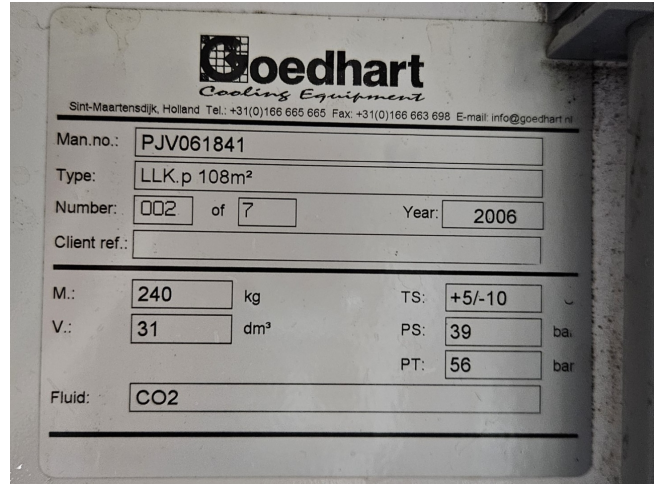 Goedhart
Cooling Equipment
Sint-Maartensdijk, Holland Tel.: +31(0)166 665 665 Fax: +31(0)166 663 698 E-mail: info@goedhart.nl
Man.no.: PJV061841
Type: LLK.p 108m²
Number: 002 of 7 Year: 2006
Client ref.:
M.: 240 kg TS: +5/-10
V.: 31 dm³ PS: 39 bar
PT: 56 bar
Fluid: CO2